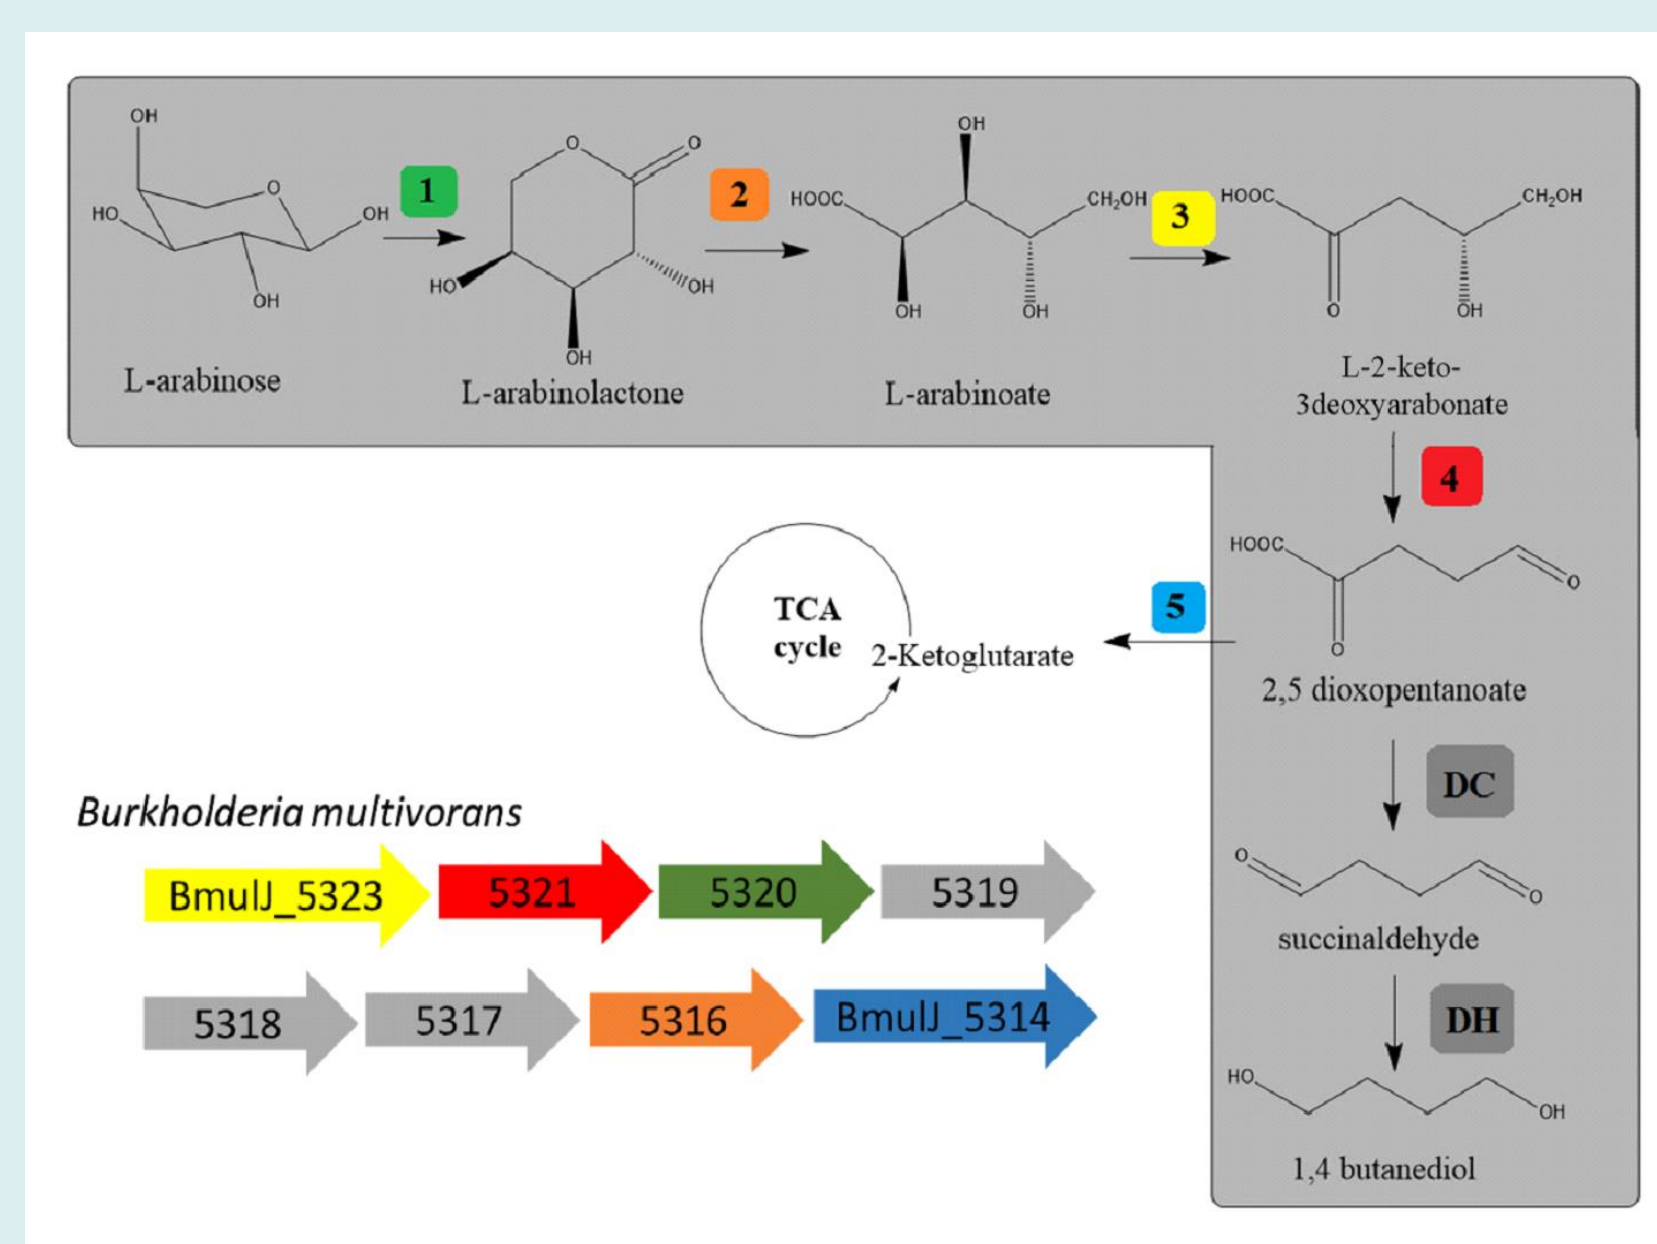 OH
O
HO
OH
OH
L-arabinose
1
O
O
HO
OH
OH
L-arabinolactone
2
OH
HOOC
CH2OH
OH
OH
L-arabinoate
3
HOOC
CH2OH
O
OH
L-2-keto-
3deoxyarabonate
4
HOOC
O
O
2,5 dioxopentanoate
5
TCA
cycle
2-Ketoglutarate
DC
O
O
succinaldehyde
DH
HO
OH
1,4 butanediol
Burkholderia multivorans
BmulJ_5323 5321 5320 5319
5318 5317 5316 BmulJ_5314